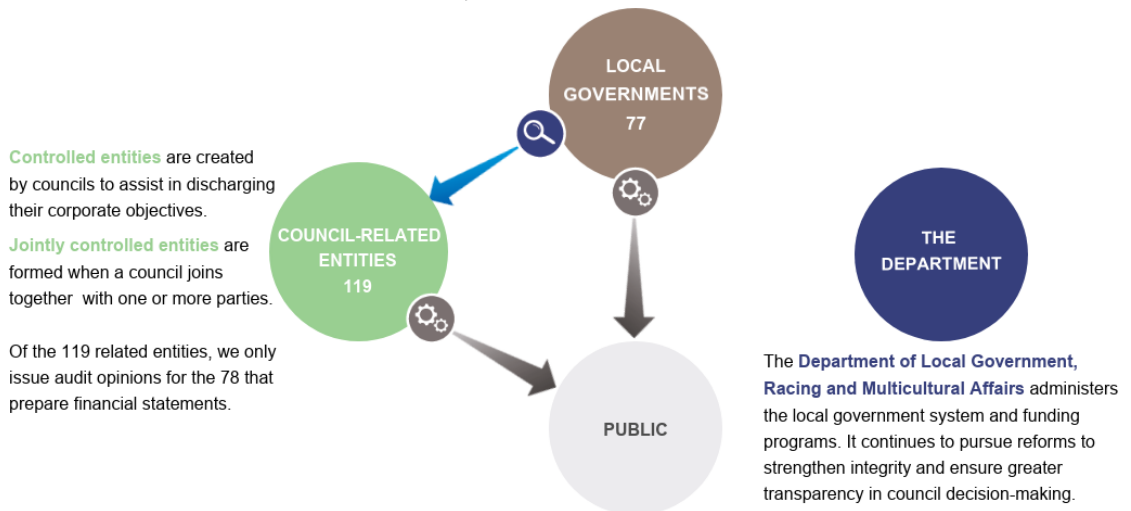 LOCAL
GOVERNMENTS
77
Controlled entities are created
by councils to assist in discharging
their corporate objectives.
Jointly controlled entities are
formed when a council joins
together with one or more parties.
Of the 119 related entities, we only
issue audit opinions for the 78 that
prepare financial statements.
COUNCIL-RELATED
ENTITIES
119
THE
DEPARTMENT
PUBLIC
The Department of Local Government,
Racing and Multicultural Affairs administers
the local government system and funding
programs. It continues to pursue reforms to
strengthen integrity and ensure greater
transparency in council decision-making.